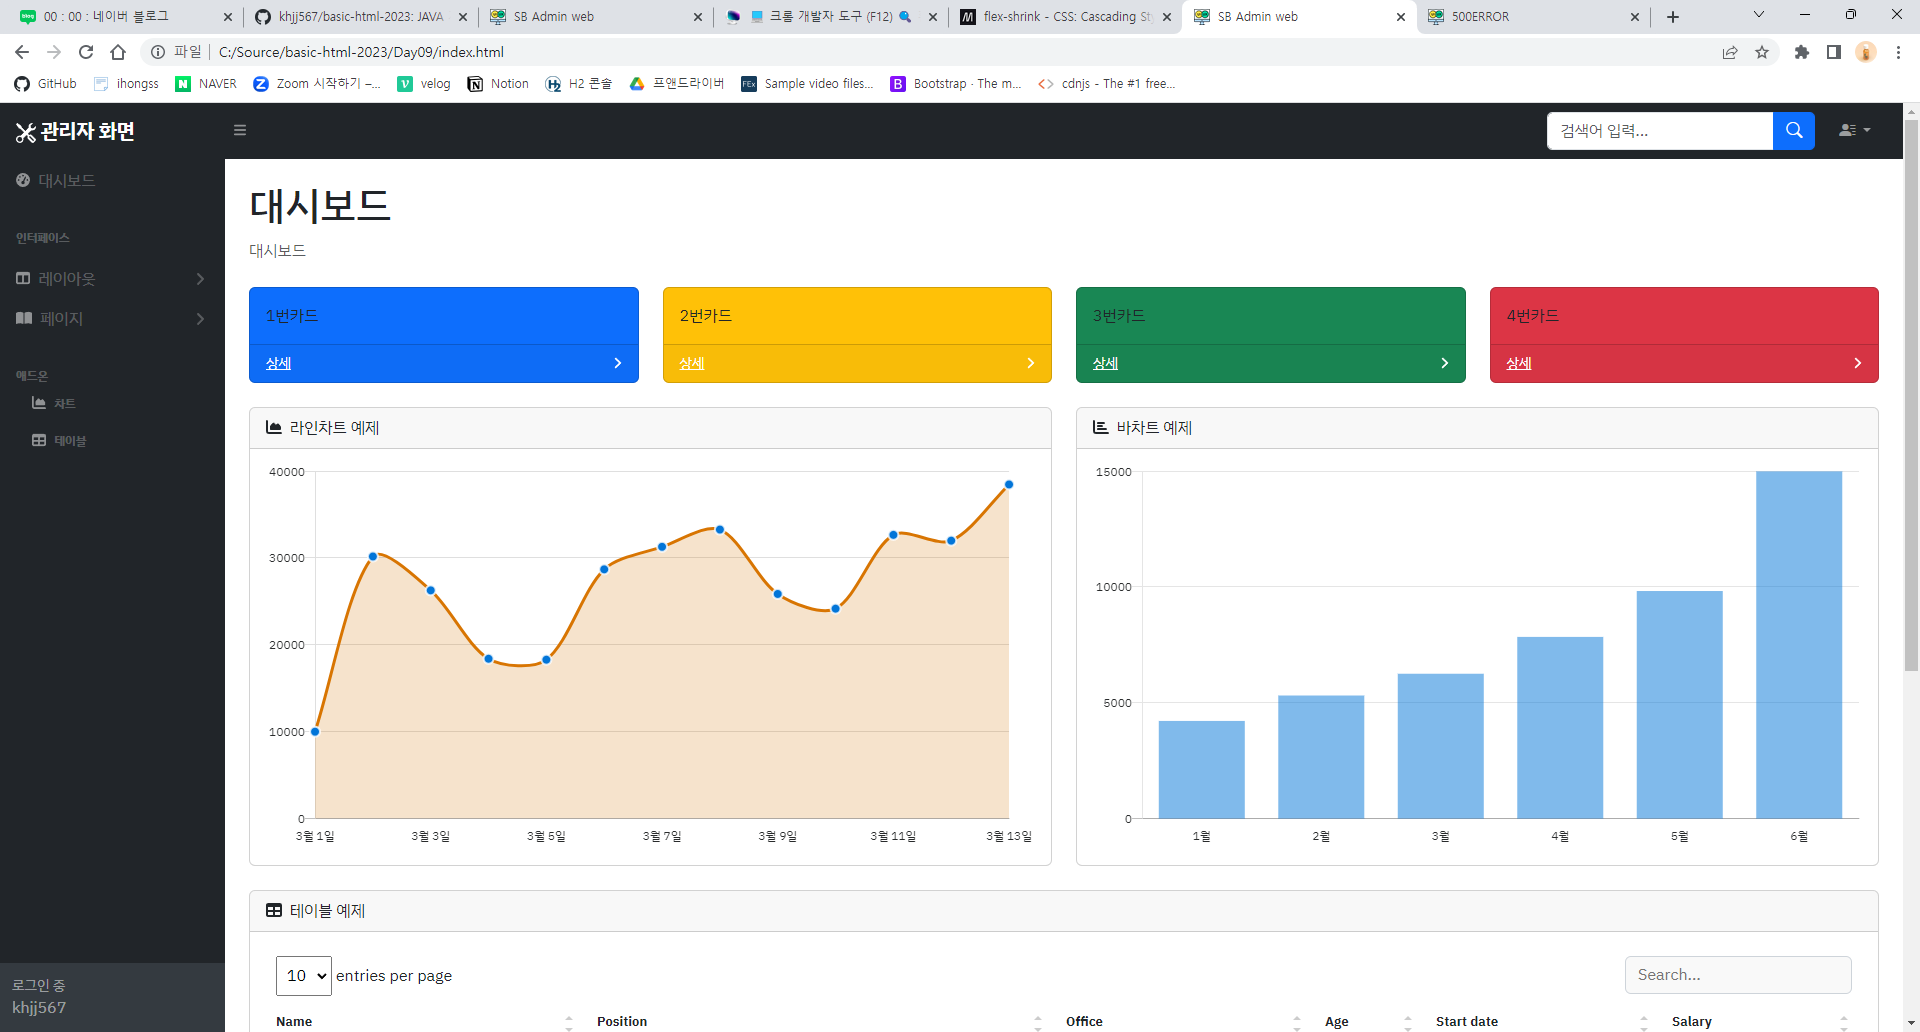 00 : 00 : 네이버 블로그
khjj567/basic-html-2023: JAVA
SB Admin web
크롬 개발자 도구 (F12)
flex-shrink - CSS: Cascading St
SB Admin web
500ERROR
파일
C:/Source/basic-html-2023/Day09/index.html
GitHub
ihongss
NAVER
Zoom 시작하기 –...
velog
Notion
H2 콘솔
프앤드라이버
Sample video files...
Bootstrap · The m...
cdnjs - The #1 free...
관리자 화면
검색어 입력...
대시보드
인터페이스
레이아웃
페이지
애드온
차트
테이블
로그인 중
khjj567
대시보드
대시보드
1번카드
상세
2번카드
상세
3번카드
상세
4번카드
상세
라인차트 예제
40000
30000
20000
10000
0
3월 1일
3월 3일
3월 5일
3월 7일
3월 9일
3월 11일
3월 13일
바차트 예제
15000
10000
5000
0
1월
2월
3월
4월
5월
6월
테이블 예제
10
entries per page
Search...
Name
Position
Office
Age
Start date
Salary